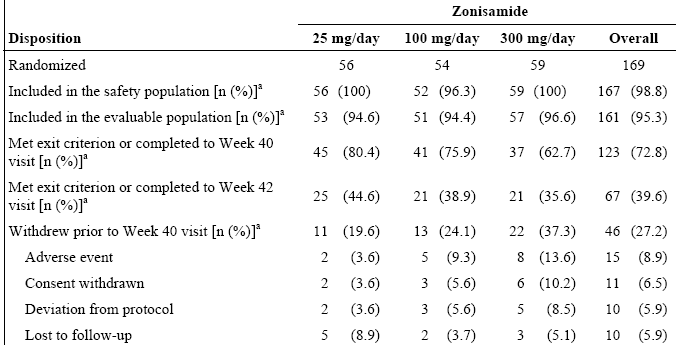 Zonisamide
Disposition 25 mg/day 100 mg/day 300 mg/day Overall
Randomized 56 54 59 169
Included in the safety population [n (%)]a 56 (100) 52 (96.3) 59 (100) 167 (98.8)
Included in the evaluable population [n (%)]a 53 (94.6) 51 (94.4) 57 (96.6) 161 (95.3)
Met exit criterion or completed to Week 40
visit [n (%)]a 45 (80.4) 41 (75.9) 37 (62.7) 123 (72.8)
Met exit criterion or completed to Week 42
visit [n (%)]a 25 (44.6) 21 (38.9) 21 (35.6) 67 (39.6)
Withdrew prior to Week 40 visit [n (%)]a 11 (19.6) 13 (24.1) 22 (37.3) 46 (27.2)
Adverse event 2 (3.6) 5 (9.3) 8 (13.6) 15 (8.9)
Consent withdrawn 2 (3.6) 3 (5.6) 6 (10.2) 11 (6.5)
Deviation from protocol 2 (3.6) 3 (5.6) 5 (8.5) 10 (5.9)
Lost to follow-up 5 (8.9) 2 (3.7) 3 (5.1) 10 (5.9)